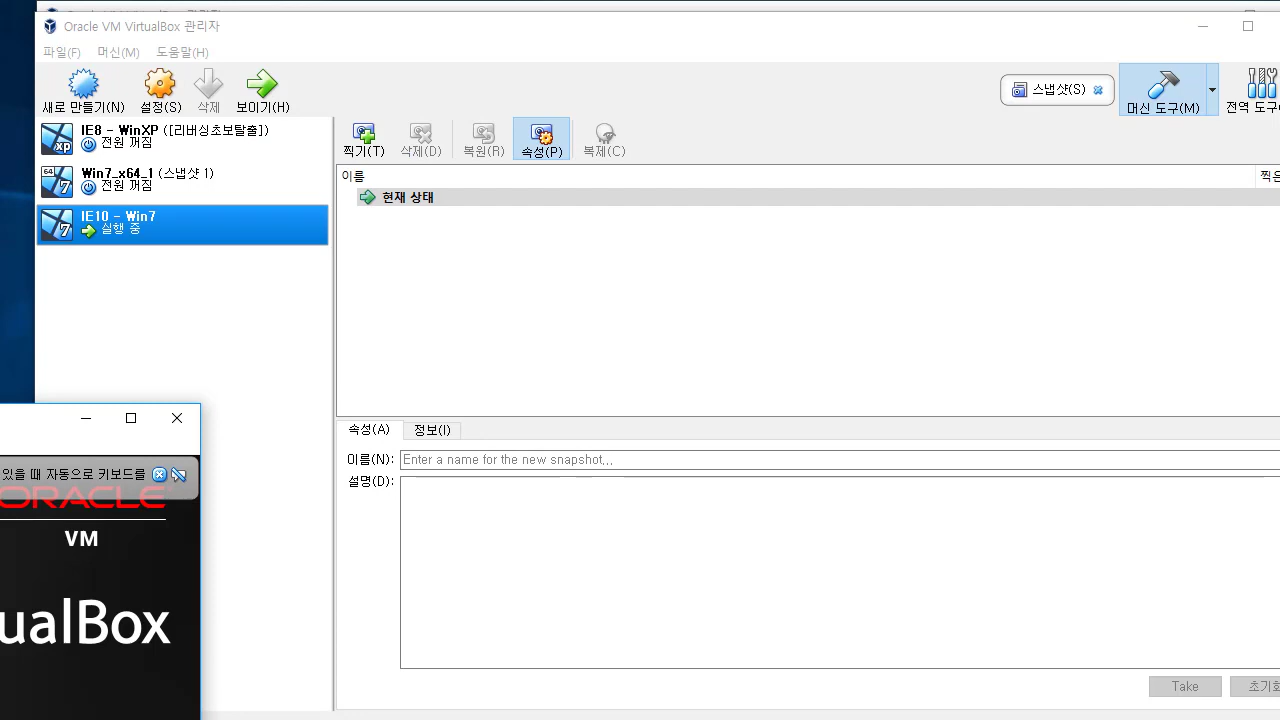 Oracle VM VirtualBox 관리자
파일(F) 머신(M) 도움말(H)
새로 만들기(N) 설정(S) 삭제 보이기(H)
스냅샷(S)
머신 도구(M)
전역 도구
IE8 - WinXP ([리버싱초보탈출])
전원 꺼짐
Win7_x64_1 (스냅샷 1)
전원 꺼짐
IE10 - Win7
실행 중
찍기(T) 삭제(D) 복원(R) 속성(P) 복제(C)
이름 찍은
현재 상태
속성(A) 정보(I)
이름(N): Enter a name for the new snapshot...
설명(D):
Take 초기화
있을 때 자동으로 키보드를
ORACLE
VM
ualBox